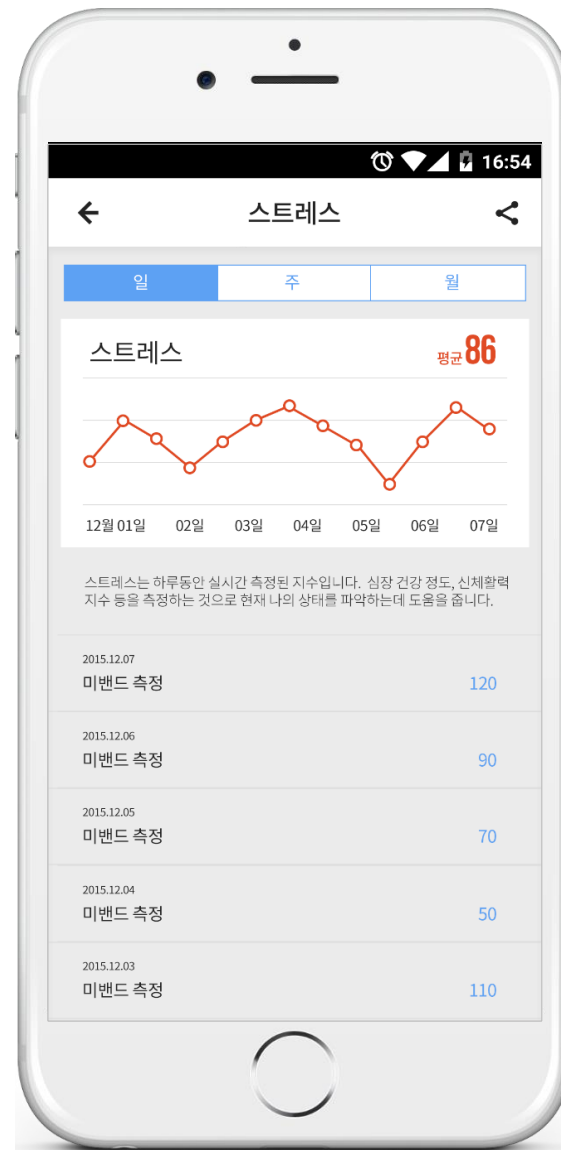 16:54
스트레스
일 주 월
스트레스 평균 86
12월 01일 02일 03일 04일 05일 06일 07일
스트레스는 하루동안 실시간 측정된 지수입니다. 심장 건강 정도, 신체활력
지수 등을 측정하는 것으로 현재 나의 상태를 파악하는데 도움을 줍니다.
2015.12.07
미밴드 측정 120
2015.12.06
미밴드 측정 90
2015.12.05
미밴드 측정 70
2015.12.04
미밴드 측정 50
2015.12.03
미밴드 측정 110